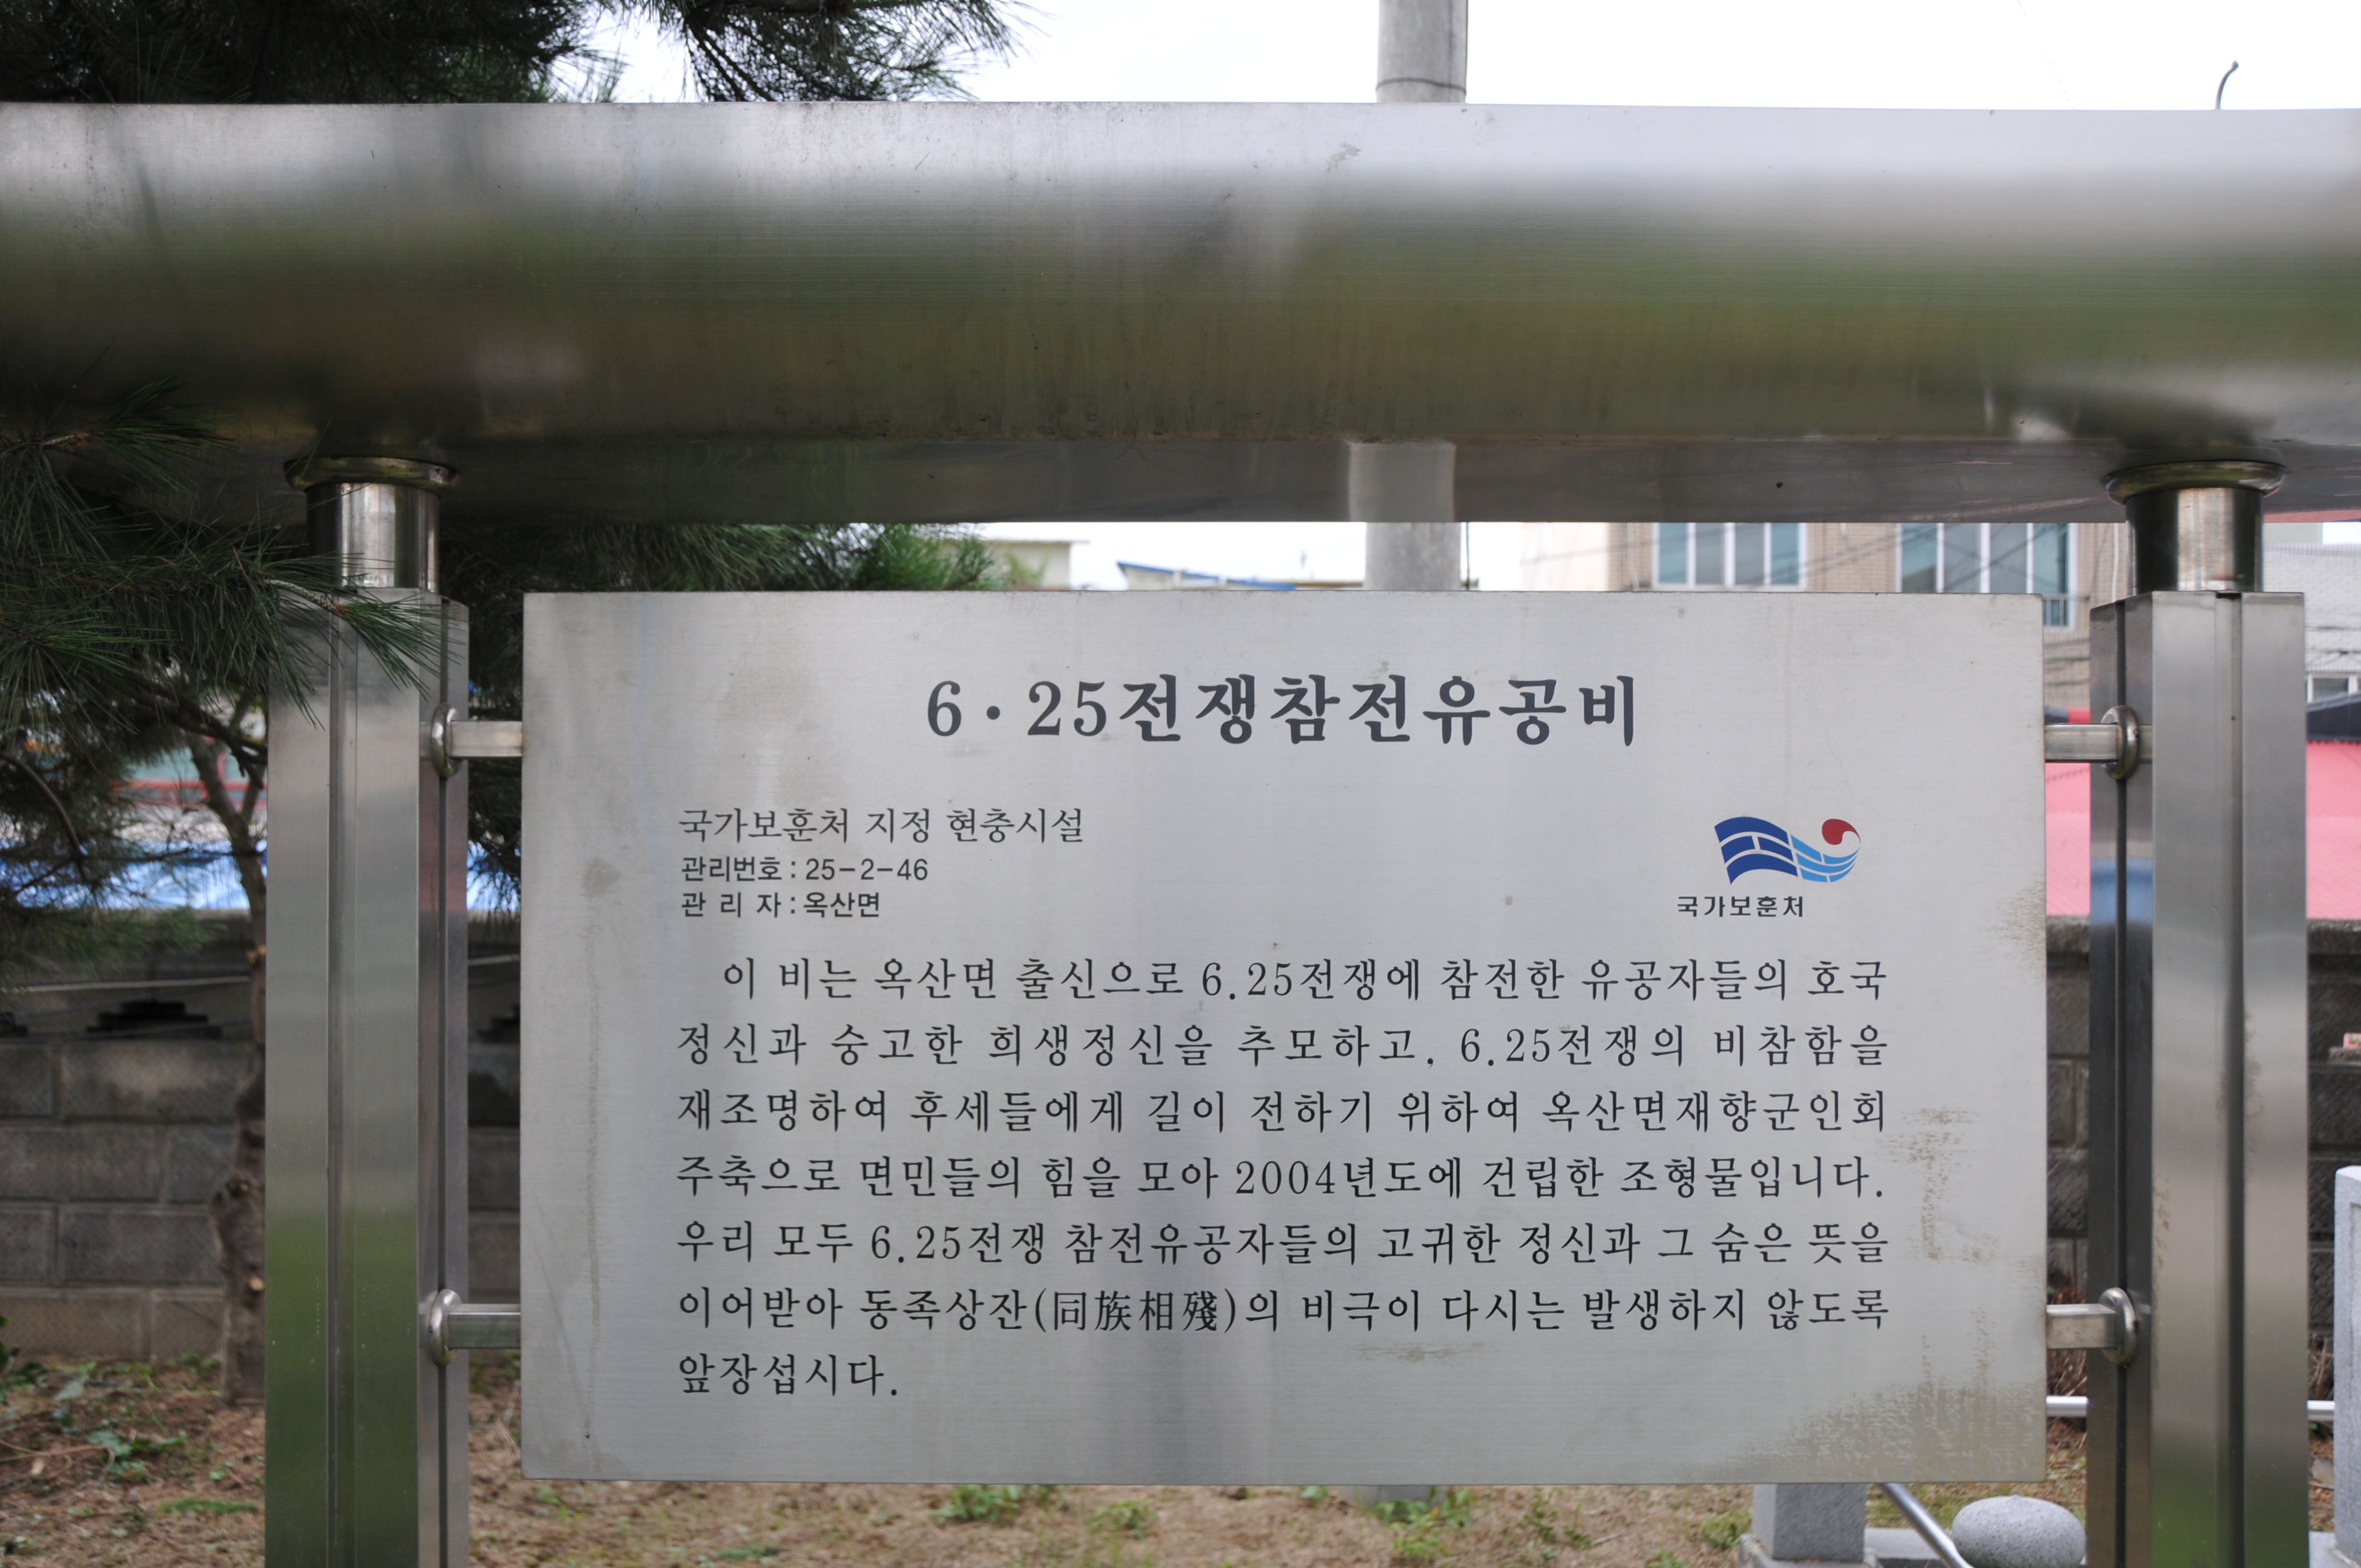 6·25전쟁참전유공비
국가보훈처 지정 현충시설
관리번호 : 25-2-46
관 리 자 : 옥산면
국가보훈처
이 비는 옥산면 출신으로 6.25전쟁에 참전한 유공자들의 호국
정신과 숭고한 희생정신을 추모하고, 6.25전쟁의 비참함을
재조명하여 후세들에게 길이 전하기 위하여 옥산면재향군인회
주축으로 면민들의 힘을 모아 2004년도에 건립한 조형물입니다.
우리 모두 6.25전쟁 참전유공자들의 고귀한 정신과 그 숨은 뜻을
이어받아 동족상잔(同族相殘)의 비극이 다시는 발생하지 않도록
앞장섭시다.